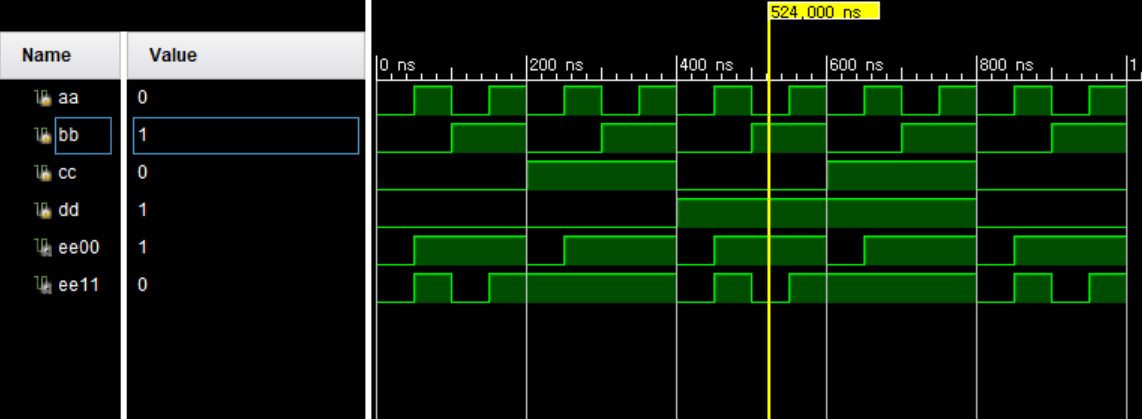 524,000 ns
Name Value
0 ns 200 ns 400 ns 600 ns 800 ns 1
aa 0
bb 1
cc 0
dd 1
ee00 1
ee11 0